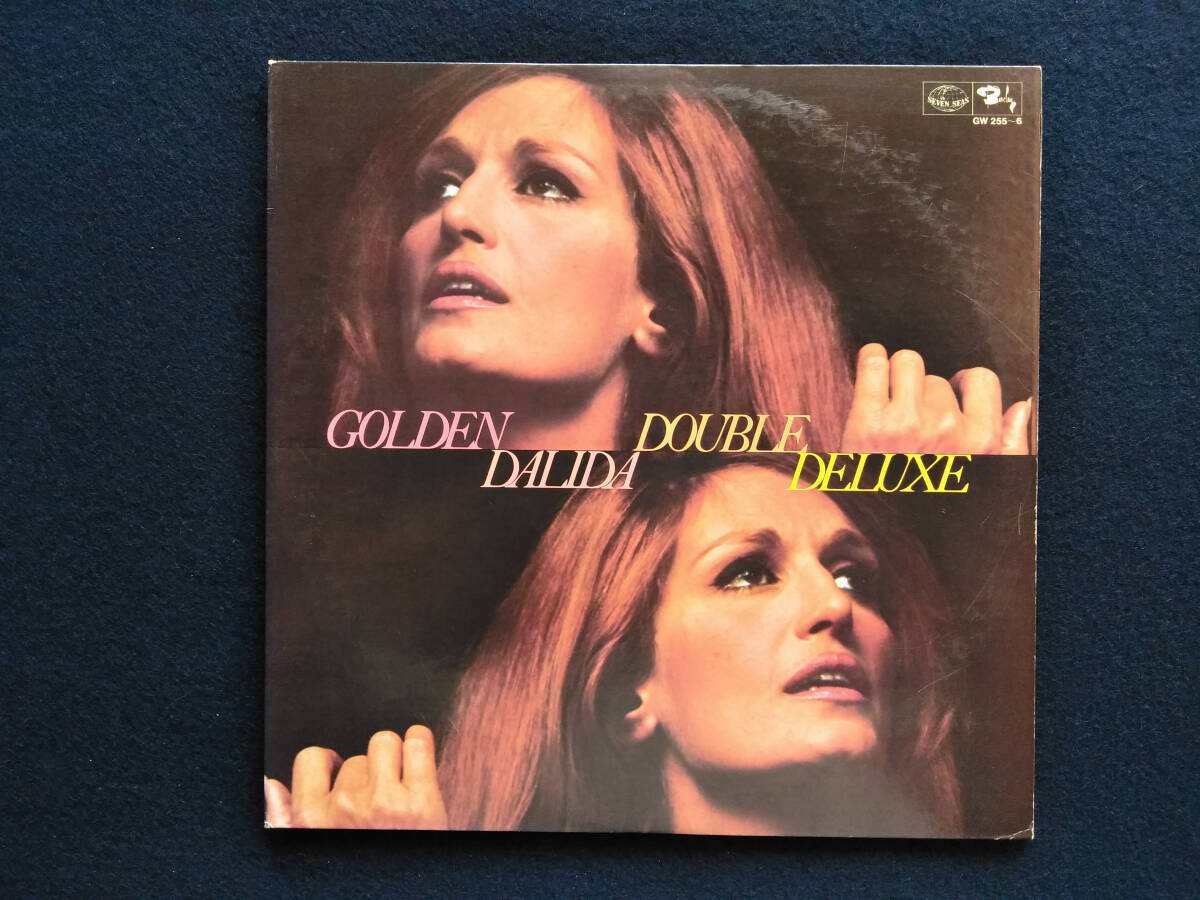 SEVEN SEAS
Barclay
GW 255~6
GOLDEN DOUBLE
DALIDA DELUXE